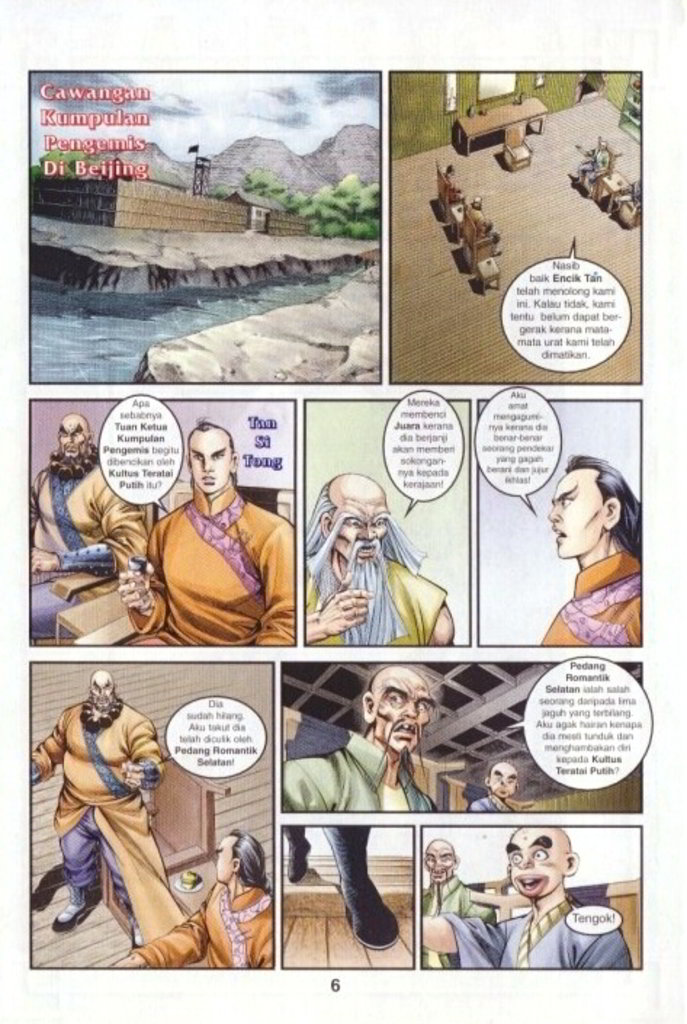 Cawangan
Kumpulan
Pengemis
Di Beijing
Nasib
baik Encik Tan
telah menolong kami
ini. Kalau tidak, kami
tentu belum dapat ber-
gerak kerana mata-
mata urat kami telah
dimatikan.
Apa
sebabnya
Tuan Ketua
Kumpulan
Pengemis begitu
dibencikan oleh
Kultus Teratai
Putih itu?
Tan
Si
Tong
Mereka
membenci
Juara kerana
dia berjanji
akan memberi
sokongan-
nya kepada
kerajaan!
Aku
amat
mengagumi-
nya kerana dia
benar-benar
seorang pendekar
yang gagah
berani dan jujur
ikhlas!
Dia
sudah hilang.
Aku takut dia
telah diculik oleh
Pedang Romantik
Selatan!
Pedang
Romantik
Selatan ialah salah
seorang daripada lima
jaguh yang terbilang.
Aku agak hairan kenapa
dia mesti tunduk dan
menghambakan diri
kepada Kultus
Teratai Putih?
Tengok!
6